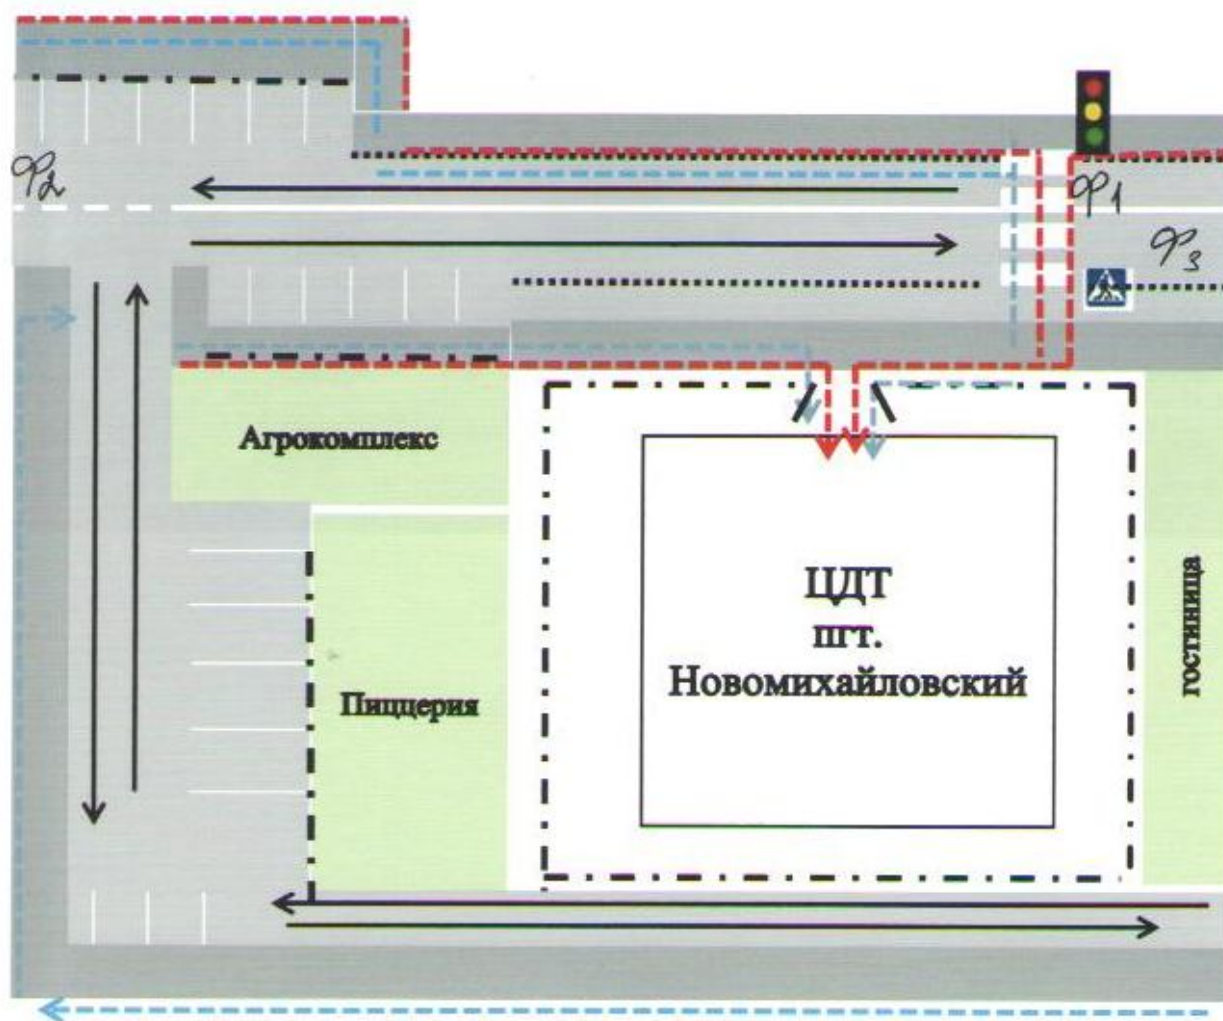 φ2
φ1
φ3
Агрокомплекс
ЦДТ
пгт.
Новомихайловский
гостиница
Пиццерия